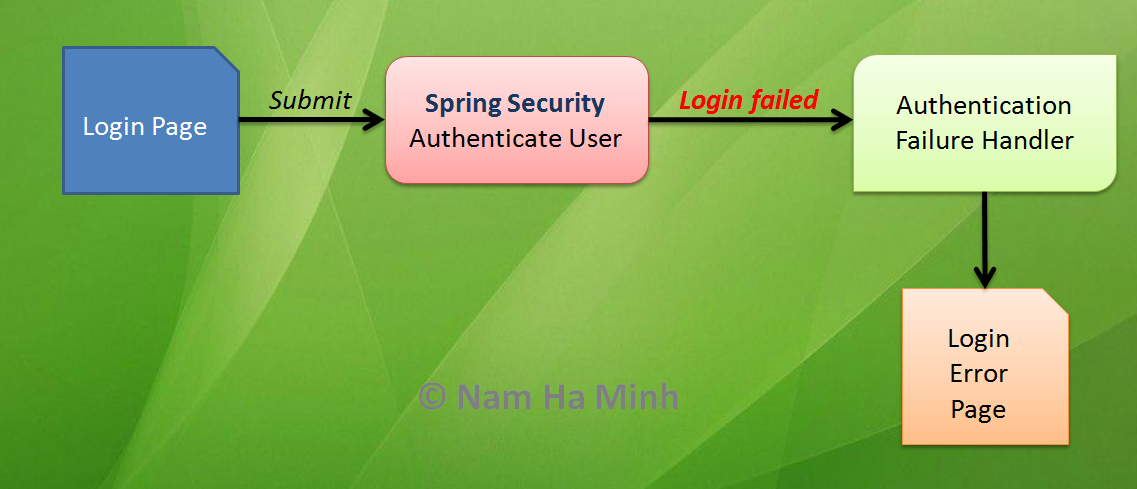 Login Page
Submit
Spring Security
Authenticate User
Login failed
Authentication
Failure Handler
Login
Error
Page
© Nam Ha Minh